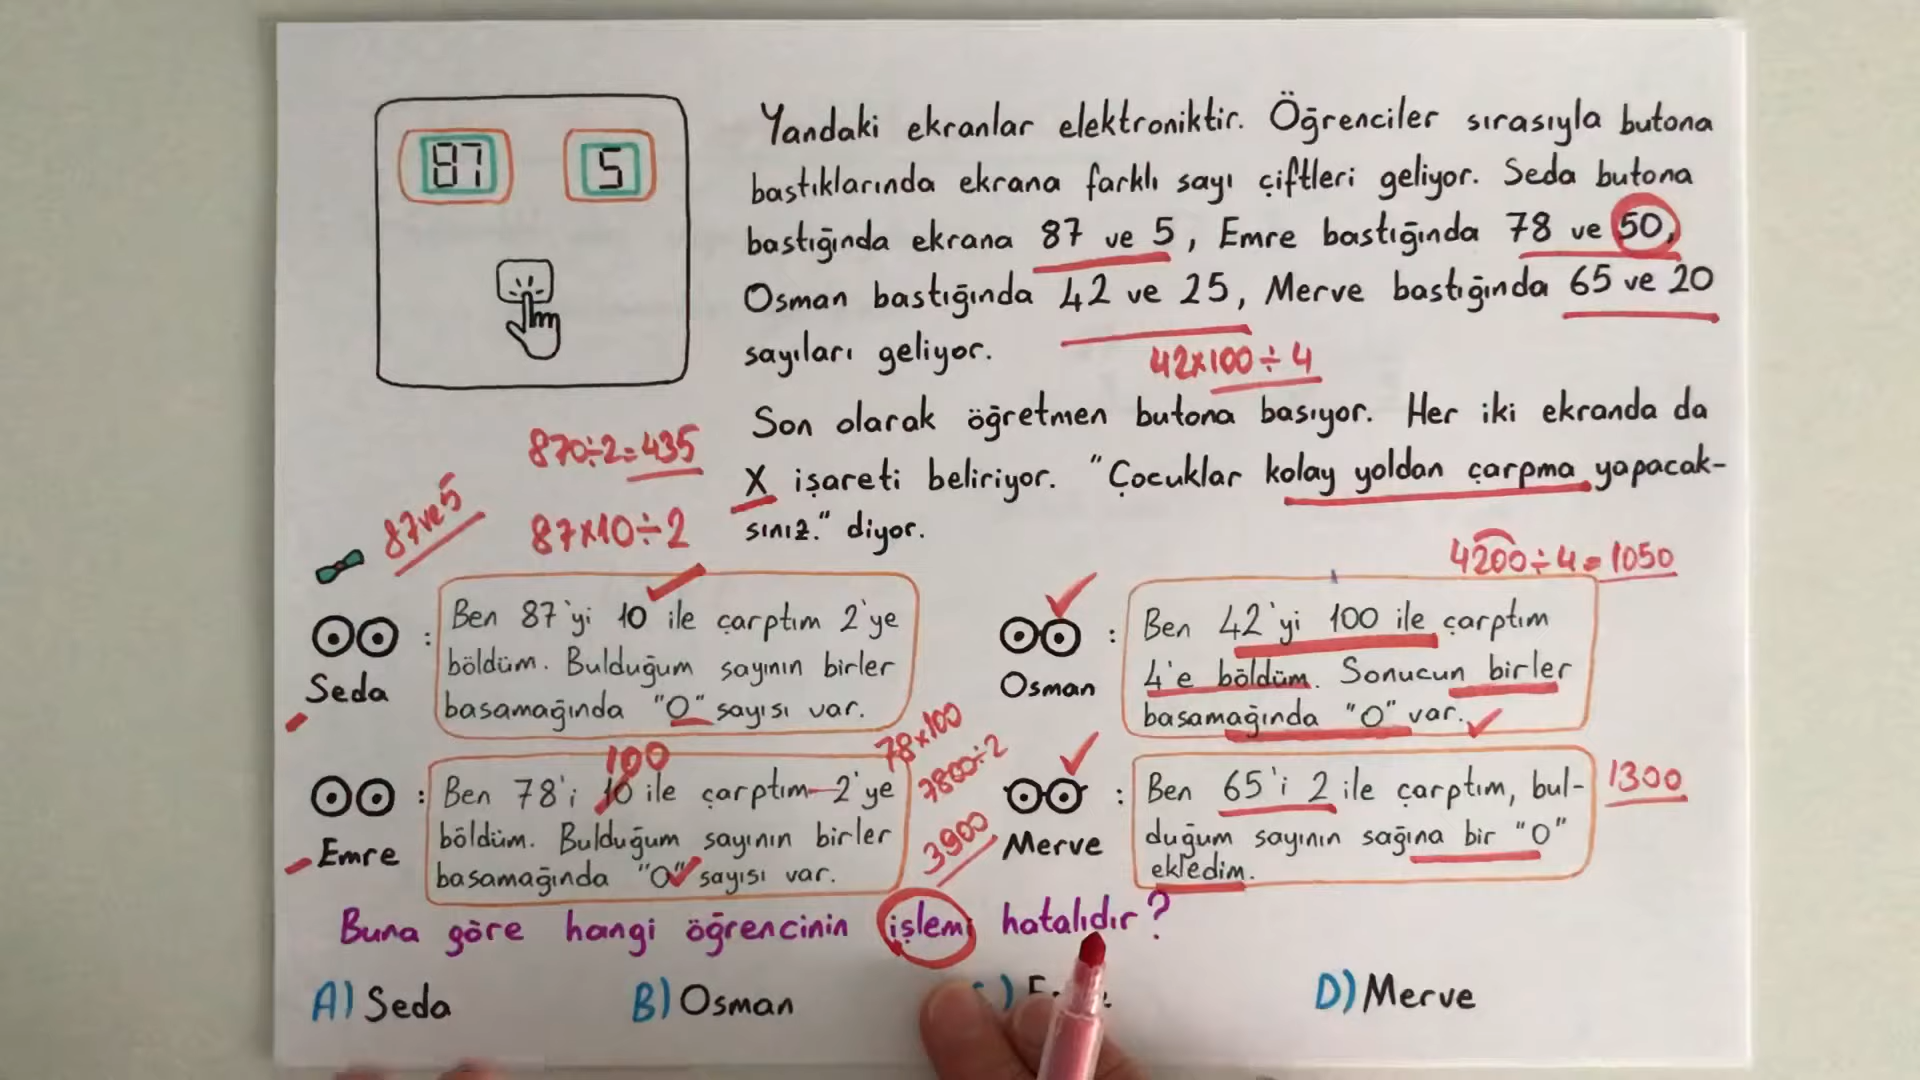 87 5
Yandaki ekranlar elektroniktir. Öğrenciler sırasıyla butona
bastıklarında ekrana farklı sayı çiftleri geliyor. Seda butona
bastığında ekrana 87 ve 5, Emre bastığında 78 ve 50,
Osman bastığında 42 ve 25, Merve bastığında 65 ve 20
sayıları geliyor.
42x100÷4
Son olarak öğretmen butona basıyor. Her iki ekranda da
X işareti beliriyor. "Çocuklar kolay yoldan çarpma yapacak-
sınız." diyor.
870÷2=435
87x10÷2
87 ve 5
Seda :
Ben 87'yi 10 ile çarptım 2'ye
böldüm. Bulduğum sayının birler
basamağında "0" sayısı var.
4200÷4=1050
Osman :
Ben 42'yi 100 ile çarptım
4'e böldüm. Sonucun birler
basamağında "0" var.
100
Emre :
Ben 78'i 10 ile çarptım 2'ye
böldüm. Bulduğum sayının birler
basamağında "0" sayısı var.
78x100
7800÷2
3900
Merve :
Ben 65'i 2 ile çarptım, bul-
duğum sayının sağına bir "0"
ekledim.
1300
Buna göre hangi öğrencinin işlemi hatalıdır?
A) Seda
B) Osman
D) Merve